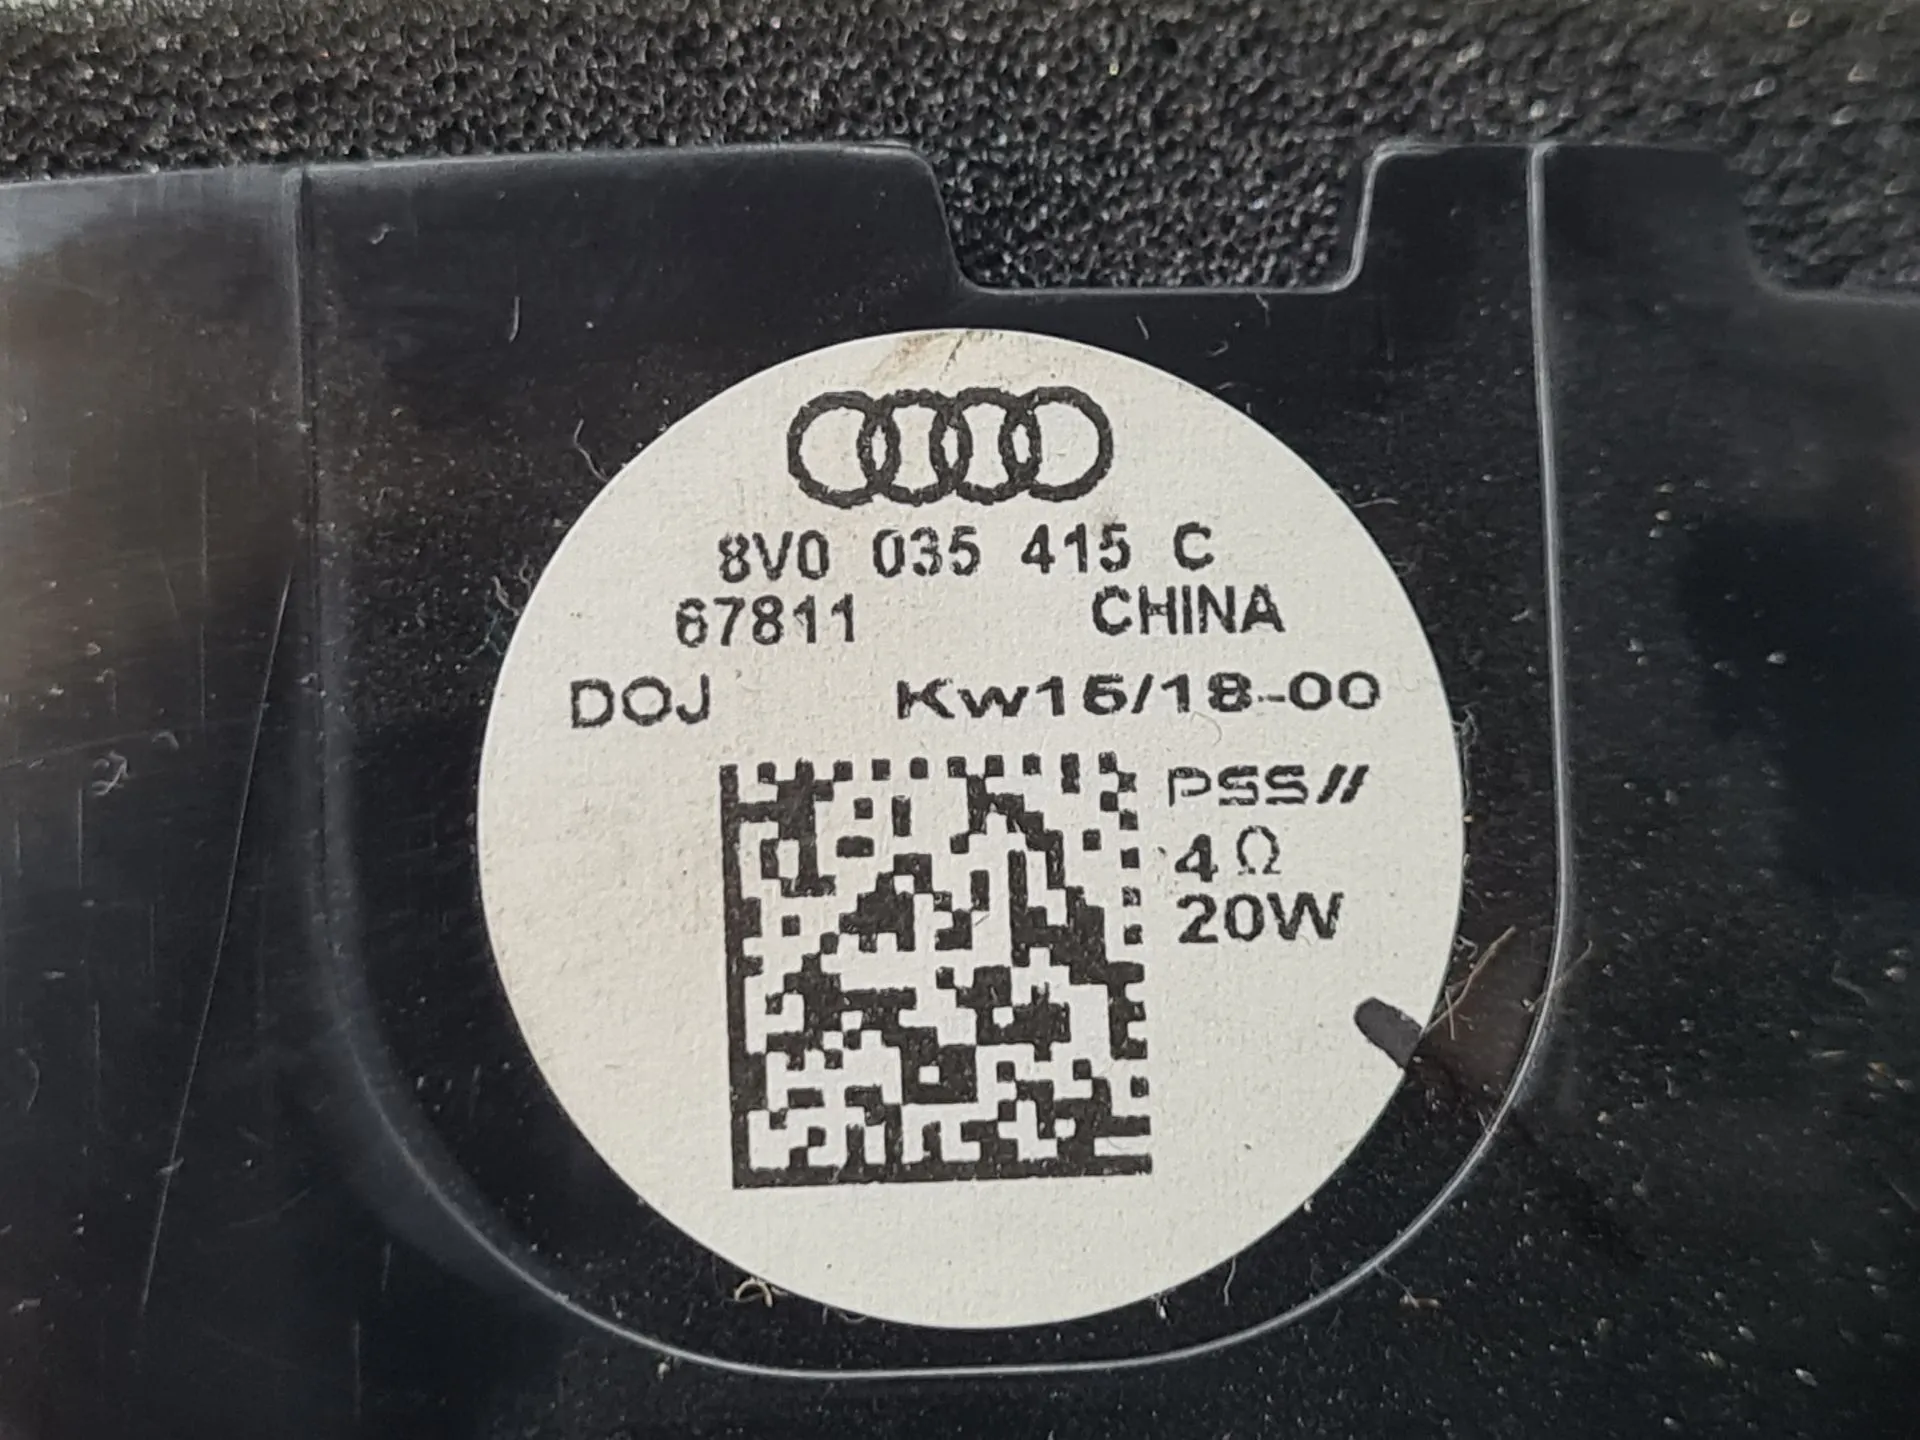 8V0 035 415 C
67811 CHINA
DOJ Kw15/18-00
PSS//
4Ω
20W